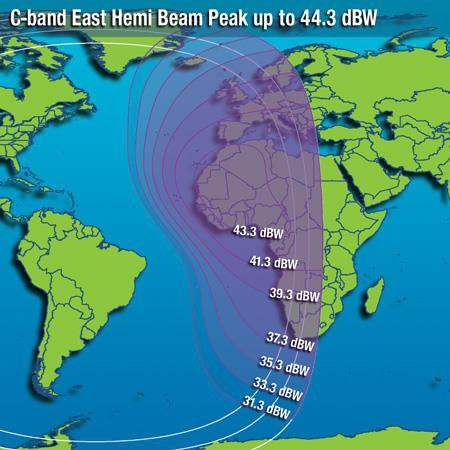 C-band East Hemi Beam Peak up to 44.3 dBW
43.3 dBW
41.3 dBW
39.3 dBW
37.3 dBW
35.3 dBW
33.3 dBW
31.3 dBW